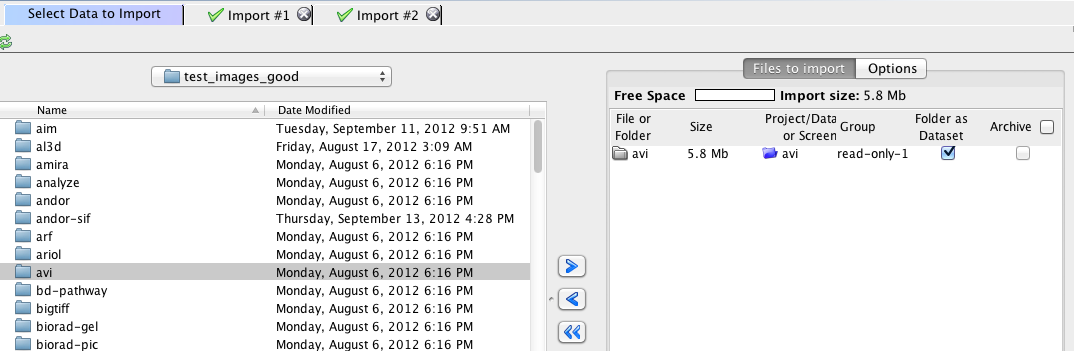 Select Data to Import Import #1 Import #2
test_images_good
Files to import Options
Free Space Import size: 5.8 Mb
Name Date Modified
File or Folder Size Project/Data or Screen Group Folder as Dataset Archive
avi 5.8 Mb avi read-only-1
aim Tuesday, September 11, 2012 9:51 AM
al3d Friday, August 17, 2012 3:09 AM
amira Monday, August 6, 2012 6:16 PM
analyze Monday, August 6, 2012 6:16 PM
andor Monday, August 6, 2012 6:16 PM
andor-sif Thursday, September 13, 2012 4:28 PM
arf Monday, August 6, 2012 6:16 PM
ariol Monday, August 6, 2012 6:16 PM
avi Monday, August 6, 2012 6:16 PM
bd-pathway Monday, August 6, 2012 6:16 PM
bigtiff Monday, August 6, 2012 6:16 PM
biorad-gel Monday, August 6, 2012 6:16 PM
biorad-pic Monday, August 6, 2012 6:16 PM